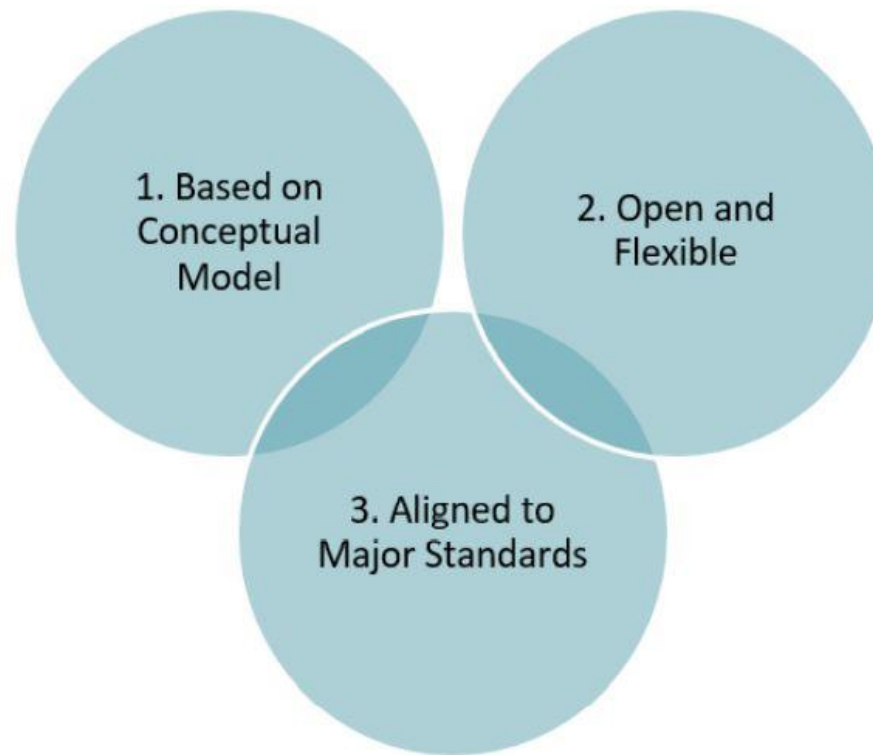 1. Based on
Conceptual
Model
2. Open and
Flexible
3. Aligned to
Major Standards